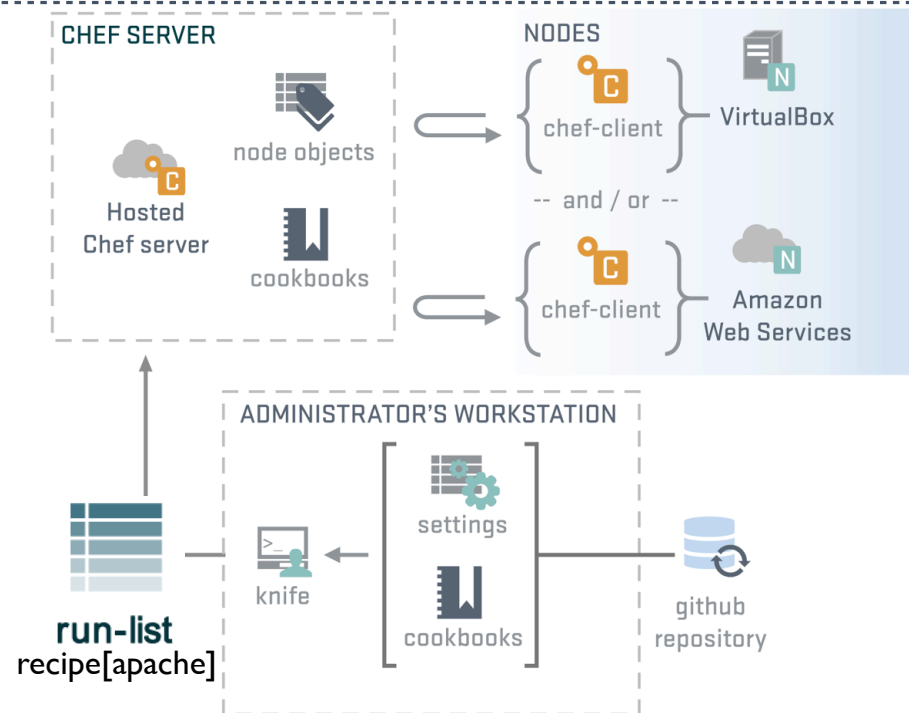 CHEF SERVER
node objects
Hosted
Chef server
cookbooks
NODES
C
chef-client
N
VirtualBox
-- and / or --
C
chef-client
N
Amazon
Web Services
C
ADMINISTRATOR'S WORKSTATION
settings
>_
knife
cookbooks
github
repository
run-list
recipe[apache]